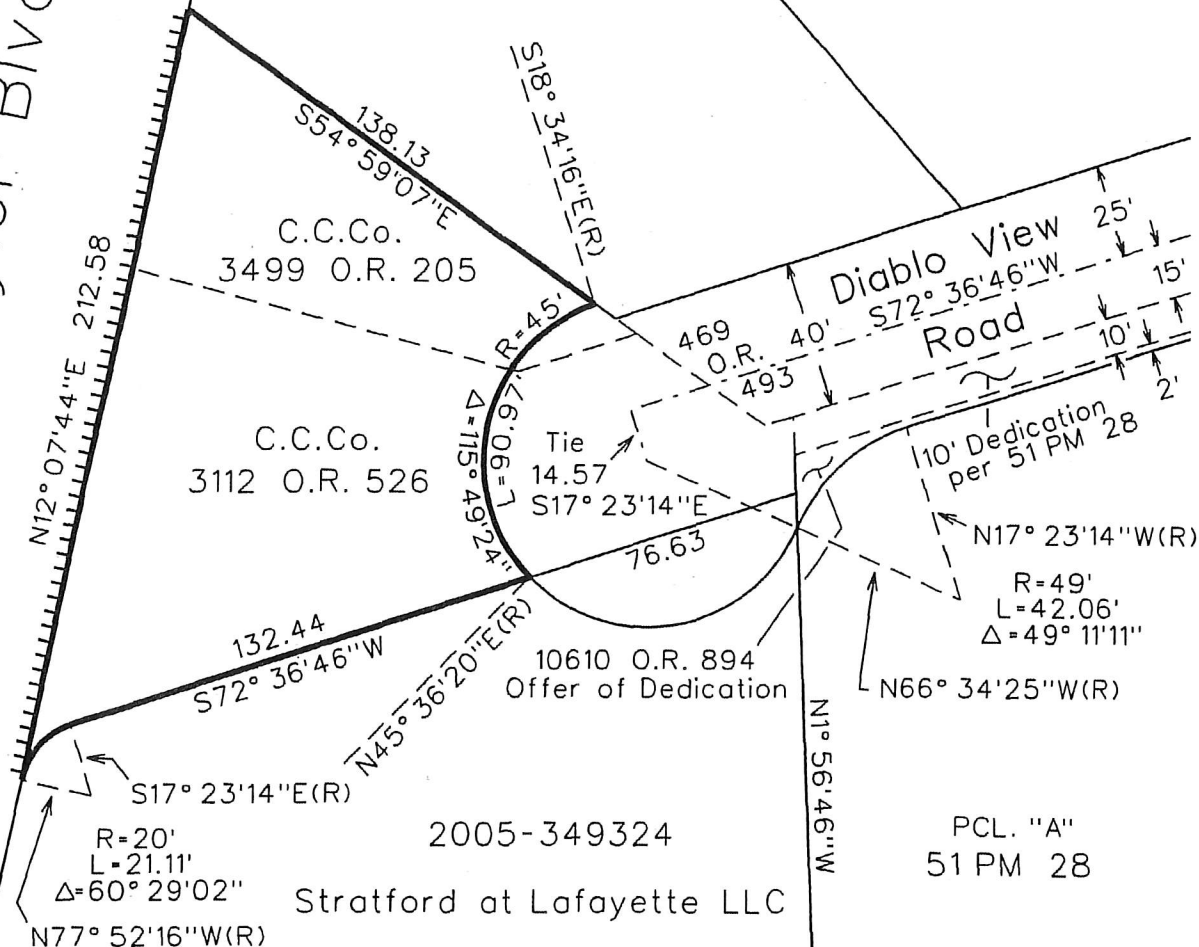 Blv
138.13
S54° 59'07"E
S18° 34'16"E(R)
C.C.Co.
3499 O.R. 205
N12° 07'44"E 212.58
R=45'
L=90.97'
Δ=115° 49'24"
Diablo View
S72° 36'46"W
Road
25'
15'
10'
2'
40'
469
O.R.
493
C.C.Co.
3112 O.R. 526
Tie
14.57
S17° 23'14"E
10' Dedication
per 51 PM 28
76.63
N17° 23'14"W(R)
R=49'
L=42.06'
Δ=49° 11'11"
132.44
S72° 36'46"W
N45° 36'20"E(R)
10610 O.R. 894
Offer of Dedication
N66° 34'25"W(R)
N1° 56'46"W
S17° 23'14"E(R)
R=20'
L=21.11'
Δ=60° 29'02"
N77° 52'16"W(R)
2005-349324
Stratford at Lafayette LLC
PCL. "A"
51 PM 28